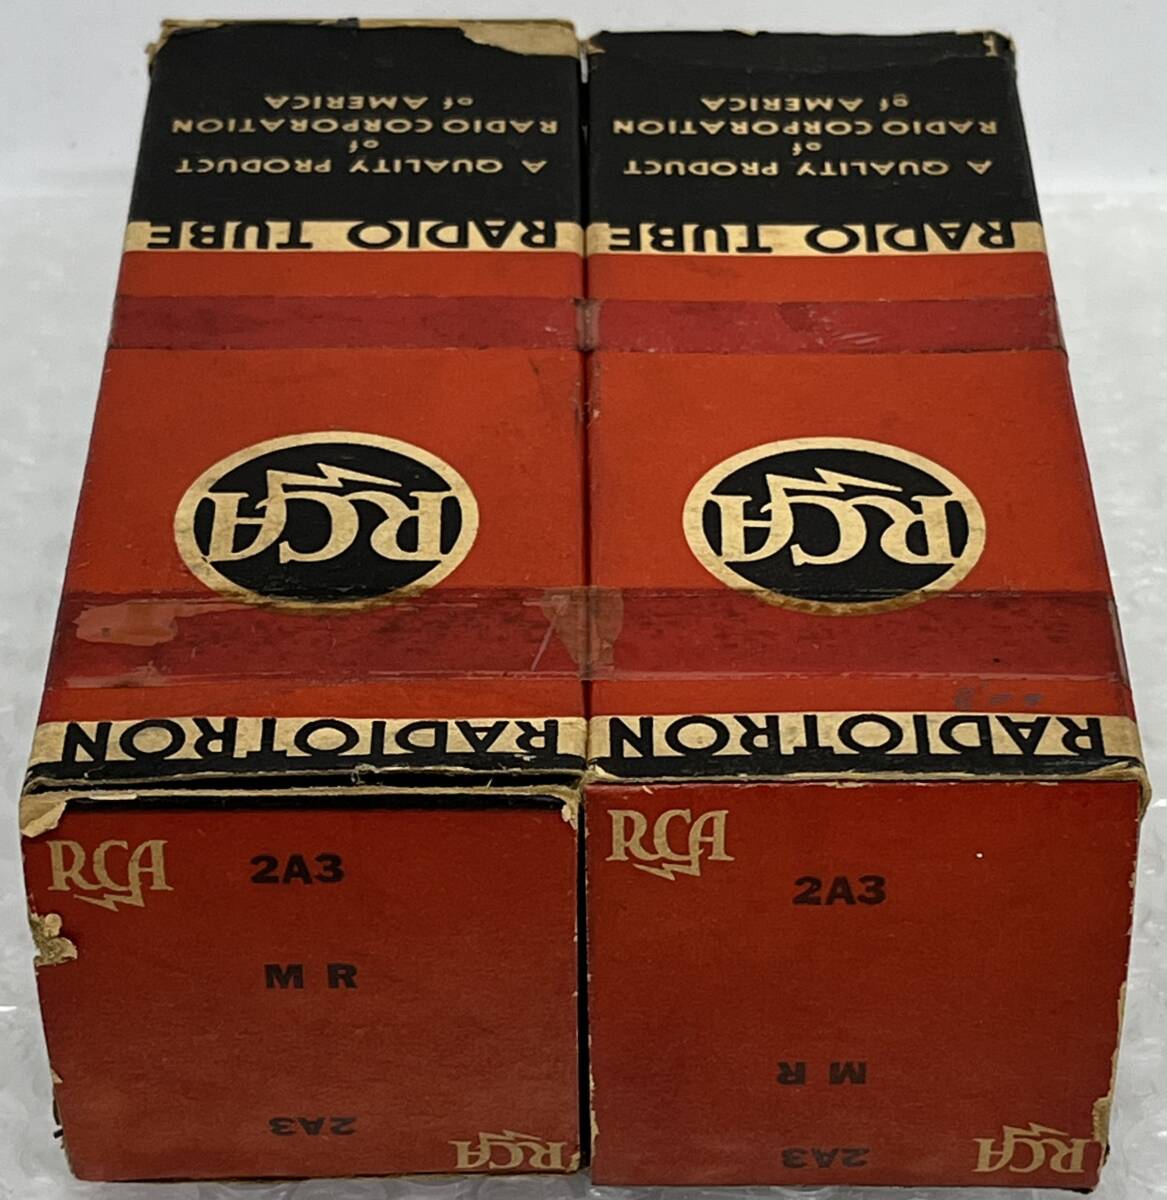 A QUALITY PRODUCT
of
RADIO CORPORATION
of AMERICA
RADIO TUBE
RCA
RADIOTRON
A QUALITY PRODUCT
of
RADIO CORPORATION
of AMERICA
RADIO TUBE
RCA
RADIOTRON
RCA
2A3
M R
2A3
RCA
RCA
2A3
M R
2A3
RCA